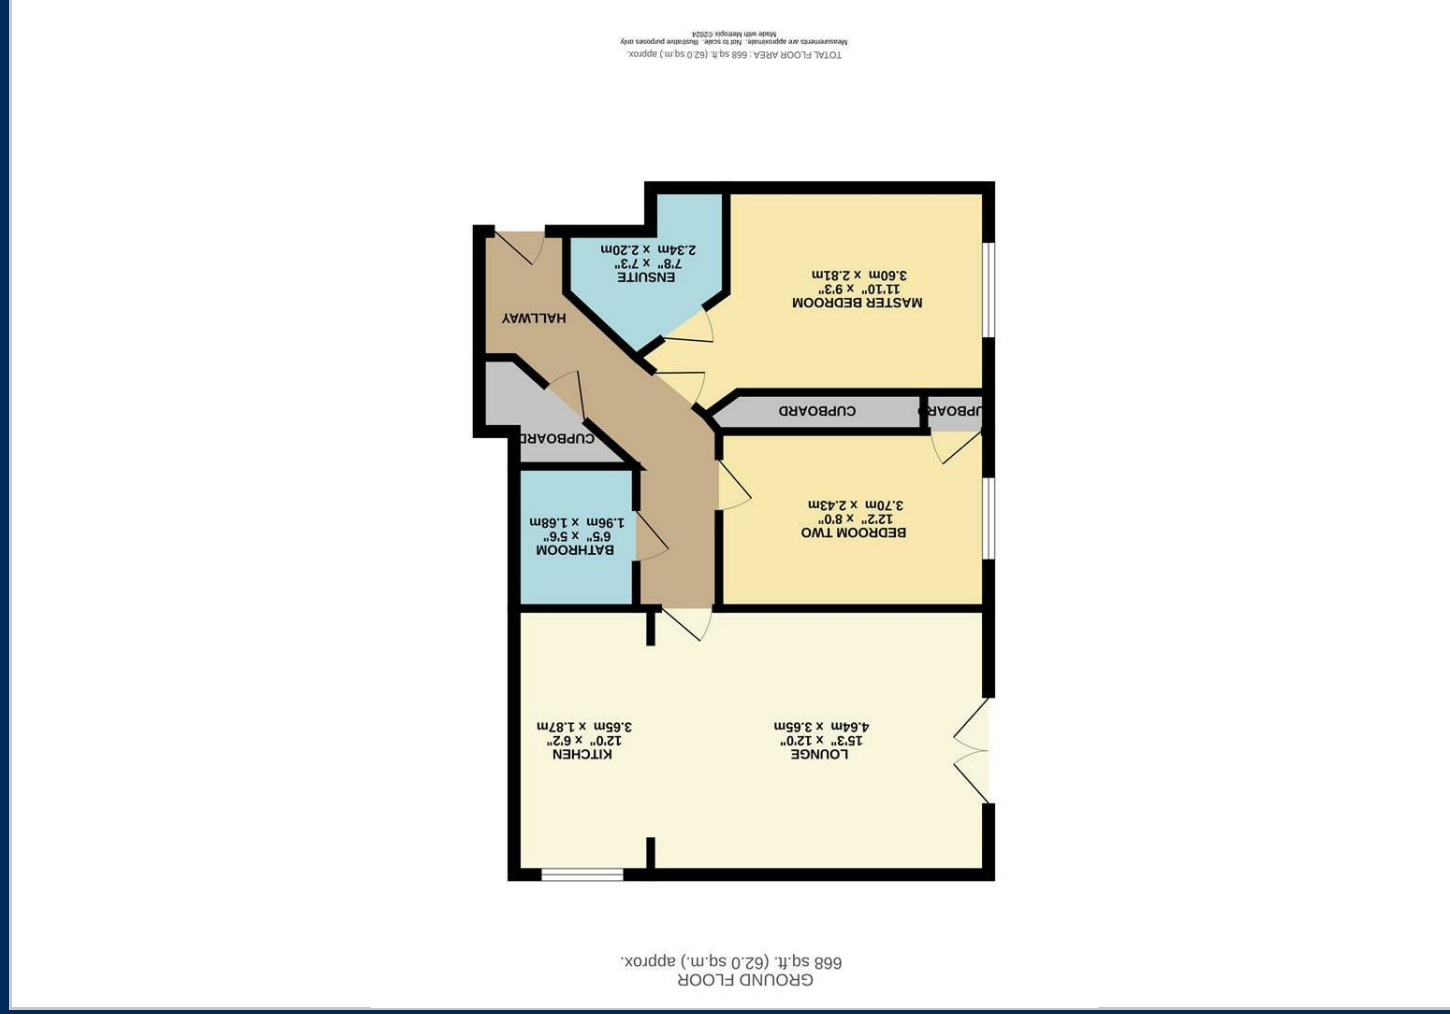 GROUND FLOOR
668 sq.ft. (62.0 sq.m.) approx.
LOUNGE
15'3" x 12'0"
4.64m x 3.65m
KITCHEN
12'0" x 6'2"
3.65m x 1.87m
BEDROOM TWO
12'2" x 8'0"
3.70m x 2.43m
BATHROOM
6'5" x 5'6"
1.96m x 1.68m
CUPBOARD
CUPBOARD
CUPBOARD
MASTER BEDROOM
11'10" x 9'3"
3.60m x 2.81m
HALLWAY
ENSUITE
7'8" x 7'3"
2.34m x 2.20m
TOTAL FLOOR AREA : 668 sq.ft. (62.0 sq.m.) approx.
Measurements are approximate. Not to scale. Illustrative purposes only
Made with Metropix ©2024